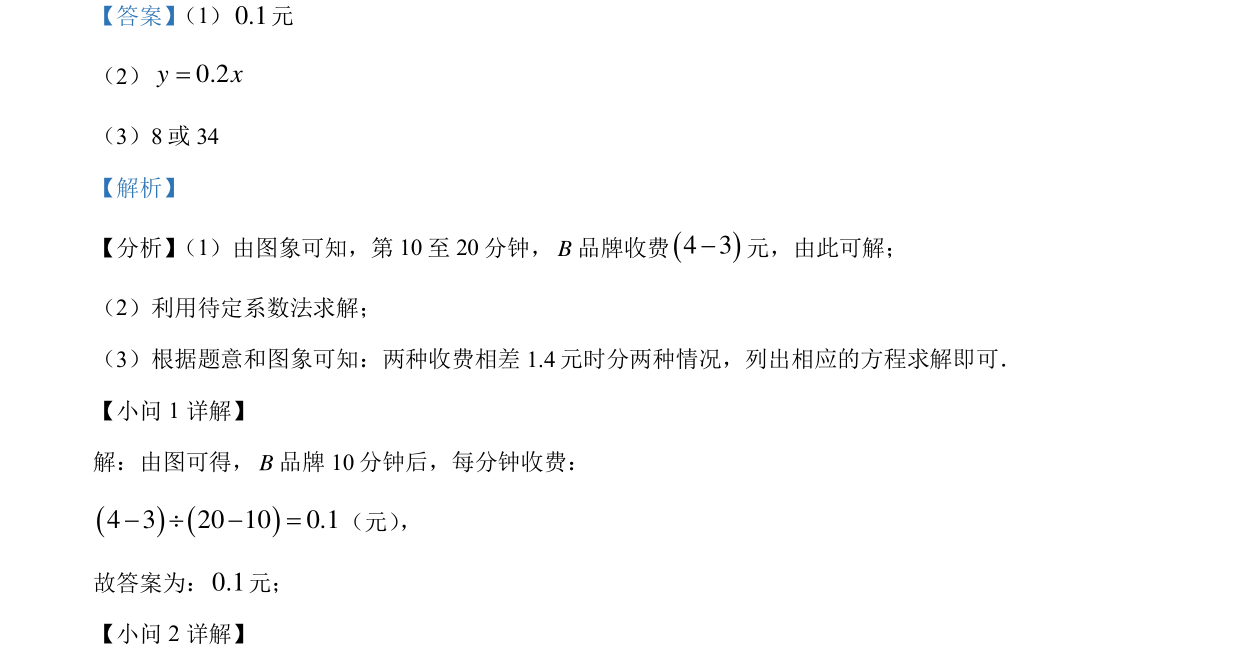 【答案】（1）0.1元
（2）y＝0.2x
（3）8或34
【解析】
【分析】（1）由图象可知，第10至20分钟，B品牌收费(4−3)元，由此可解；
（2）利用待定系数法求解；
（3）根据题意和图象可知：两种收费相差1.4元时分两种情况，列出相应的方程求解即可．
【小问1详解】
解：由图可得，B品牌10分钟后，每分钟收费：
(4−3)÷(20−10)＝0.1（元），
故答案为：0.1元；
【小问2详解】